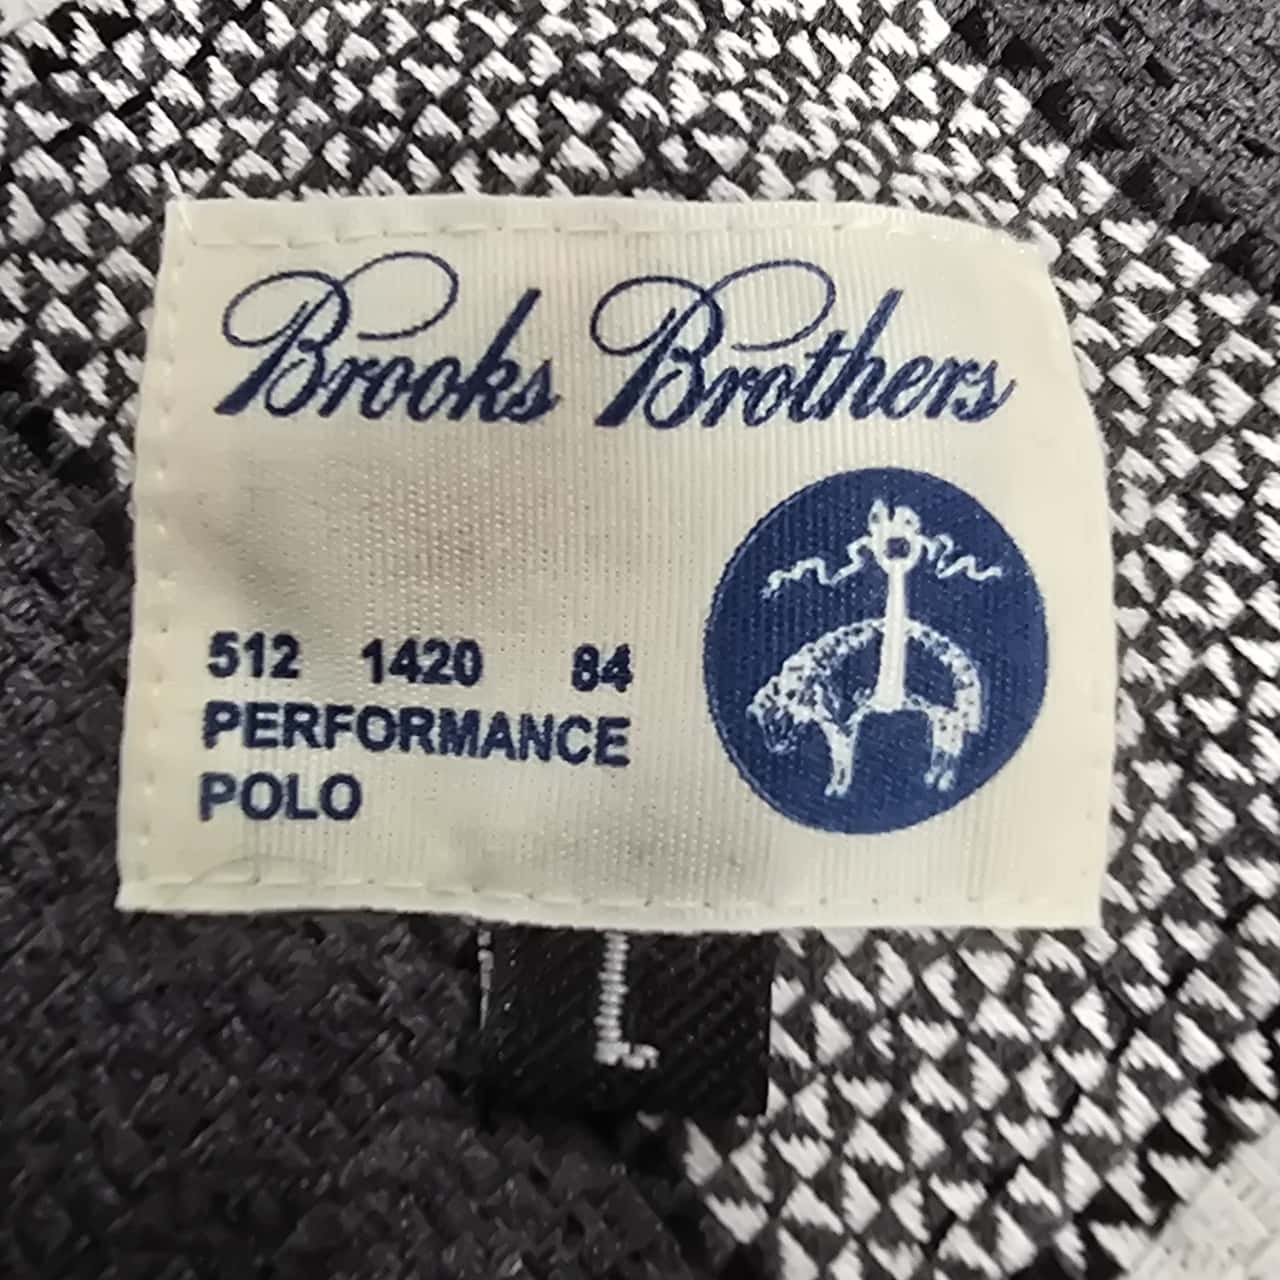 Brooks Brothers
512 1420 84
PERFORMANCE
POLO
L